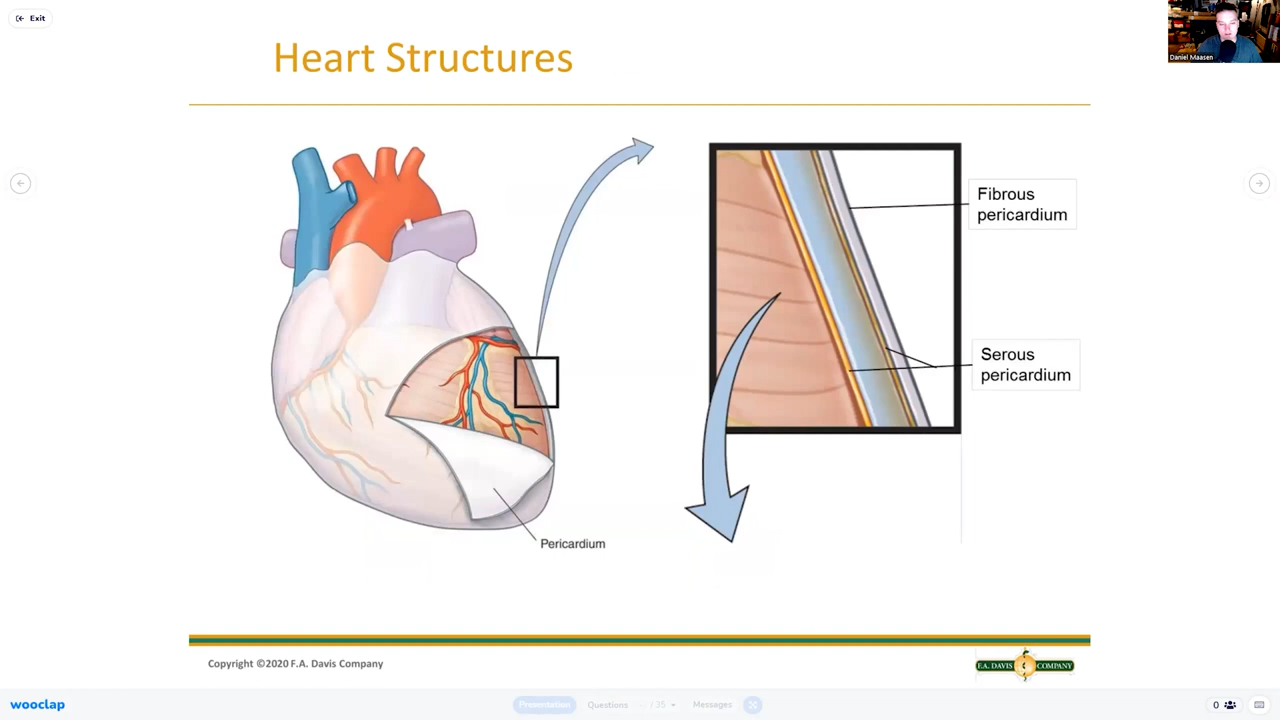 Exit
Heart Structures
Daniel Maasen
Fibrous
pericardium
Serous
pericardium
Pericardium
Copyright ©2020 F.A. Davis Company
F.A. DAVIS COMPANY
wooclap
Presentation
Questions
/ 35
Messages
0